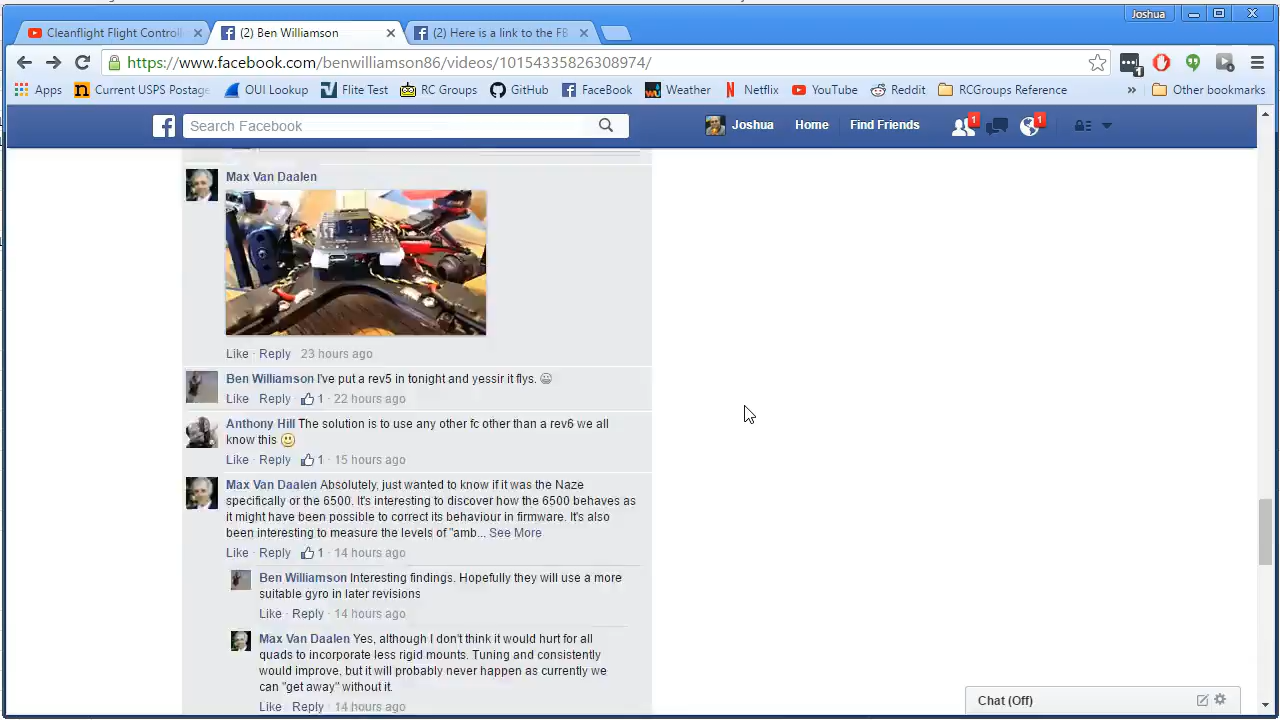 Joshua
Cleanflight Flight Controll
(2) Ben Williamson
(2) Here is a link to the FB
https://www.facebook.com/benwilliamson86/videos/10154335826308974/
1
Apps
Current USPS Postage
OUI Lookup
Flite Test
RC Groups
GitHub
FaceBook
Weather
Netflix
YouTube
Reddit
RCGroups Reference
»
Other bookmarks
Search Facebook
Joshua
Home
Find Friends
1
1
Max Van Daalen
Like · Reply 23 hours ago
Ben Williamson I've put a rev5 in tonight and yessir it flys.
Like · Reply · 1 · 22 hours ago
Anthony Hill The solution is to use any other fc other than a rev6 we all
know this
Like · Reply · 1 · 15 hours ago
Max Van Daalen Absolutely, just wanted to know if it was the Naze
specifically or the 6500. It's interesting to discover how the 6500 behaves as
it might have been possible to correct its behaviour in firmware. It's also
been interesting to measure the levels of "amb... See More
Like · Reply · 1 · 14 hours ago
Ben Williamson Interesting findings. Hopefully they will use a more
suitable gyro in later revisions
Like · Reply · 14 hours ago
Max Van Daalen Yes, although I don't think it would hurt for all
quads to incorporate less rigid mounts. Tuning and consistently
would improve, but it will probably never happen as currently we
can "get away" without it.
Like · Reply · 14 hours ago
Chat (Off)